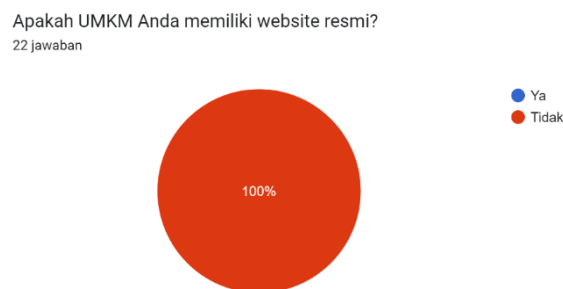 Apakah UMKM Anda memiliki website resmi?
22 jawaban
Ya
Tidak
100%